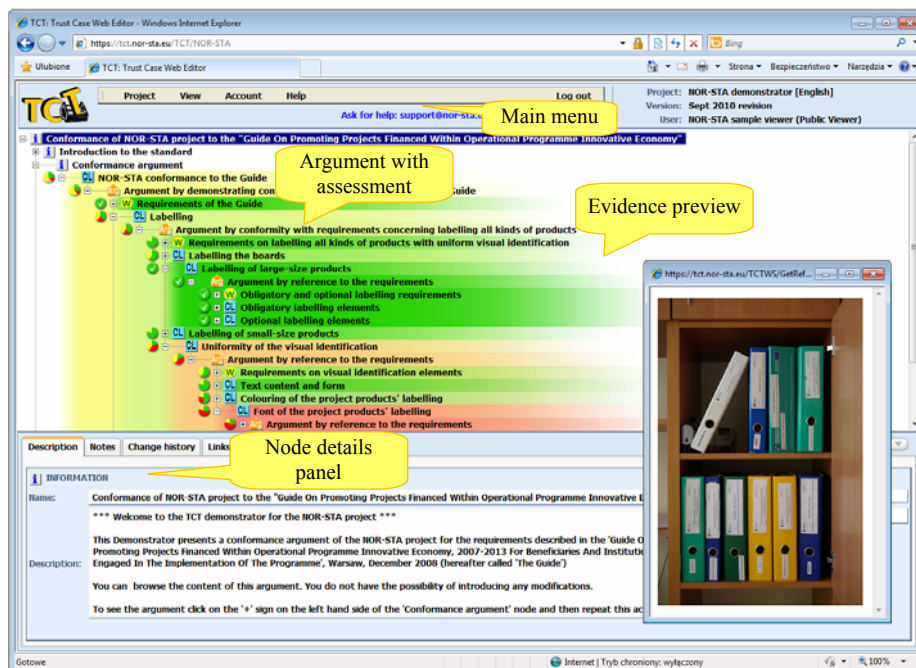 TCT: Trust Case Web Editor - Windows Internet Explorer
https://tct.nor-sta.eu/TCT/NOR-STA
Bing
Ulubione
TCT: Trust Case Web Editor
Strona
Bezpieczeństwo
Narzędzia
TCT
Project View Account Help Log out
Project: NOR-STA demonstrator [English]
Version: Sept 2010 revision
User: NOR-STA sample viewer (Public Viewer)
Ask for help: support@nor-sta.e
Main menu
Conformance of NOR-STA project to the "Guide On Promoting Projects Financed Within Operational Programme Innovative Economy"
Introduction to the standard
Conformance argument
Argument with
assessment
CL NOR-STA conformance to the Guide
Argument by demonstrating con Guide
W Requirements of the Guide
Evidence preview
CL Labelling
Argument by conformity with requirements concerning labelling all kinds of products
W Requirements on labelling all kinds of products with uniform visual identification
CL Labelling the boards
CL Labelling of large-size products
Argument by reference to the requirements
W Obligatory and optional labelling requirements
CL Obligatory labelling elements
CL Optional labelling elements
CL Labelling of small-size products
CL Uniformity of the visual identification
Argument by reference to the requirements
W Requirements on visual identification elements
CL Text content and form
CL Colouring of the project products' labelling
CL Font of the project products' labelling
Argument by reference to the requirements
https://tct.nor-sta.eu/TCTWS/GetRef...
Description Notes Change history Links
Node details
panel
i INFORMATION
Name: Conformance of NOR-STA project to the "Guide On Promoting Projects Financed Within Operational Programme Innovative E
*** Welcome to the TCT demonstrator for the NOR-STA project ***
This Demonstrator presents a conformance argument of the NOR-STA project for the requirements described in the 'Guide O
Promoting Projects Financed Within Operational Programme Innovative Economy, 2007-2013 For Beneficiaries And Institutio
Description: Engaged In The Implementation Of The Programme', Warsaw, December 2008 (hereafter called 'The Guide')
You can browse the content of this argument. You do not have the possibility of introducing any modifications.
To see the argument click on the '+' sign on the left hand side of the 'Conformance argument' node and then repeat this ac
Gotowe
Internet | Tryb chroniony: wyłączony
100%